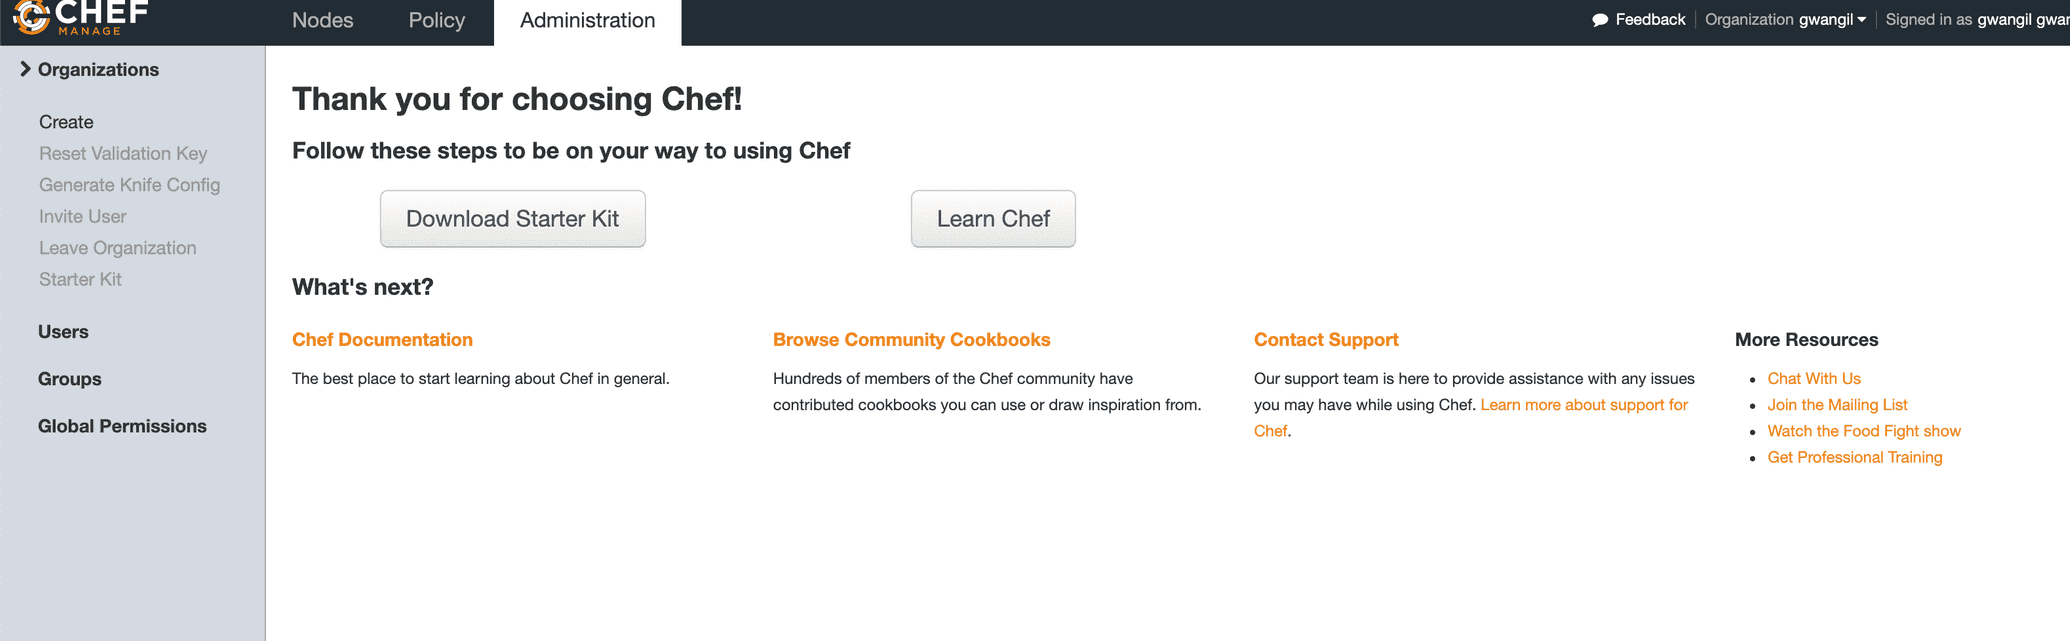 CHEF
MANAGE
Nodes
Policy
Administration
Feedback
Organization gwangil
Signed in as gwangil
Organizations
Create
Reset Validation Key
Generate Knife Config
Invite User
Leave Organization
Starter Kit
Users
Groups
Global Permissions
Thank you for choosing Chef!
Follow these steps to be on your way to using Chef
Download Starter Kit
Learn Chef
What's next?
Chef Documentation
The best place to start learning about Chef in general.
Browse Community Cookbooks
Hundreds of members of the Chef community have
contributed cookbooks you can use or draw inspiration from.
Contact Support
Our support team is here to provide assistance with any issues
you may have while using Chef. Learn more about support for
Chef.
More Resources
Chat With Us
Join the Mailing List
Watch the Food Fight show
Get Professional Training